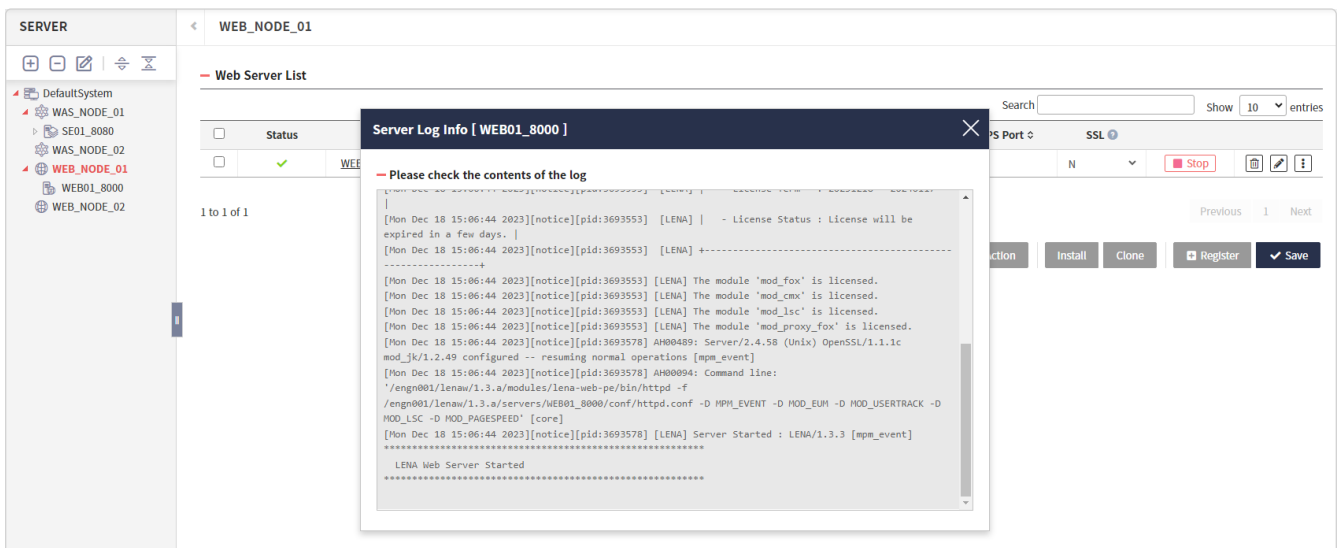 SERVER
WEB_NODE_01
DefaultSystem
WAS_NODE_01
SE01_8080
WAS_NODE_02
WEB_NODE_01
WEB01_8000
WEB_NODE_02
Web Server List
Search
Show 10 entries
Status
PS Port
SSL
WEB
N
Stop
1 to 1 of 1
Previous 1 Next
ction Install Clone Register Save
Server Log Info [ WEB01_8000 ]
Please check the contents of the log
|
[Mon Dec 18 15:06:44 2023][notice][pid:3693553] [LENA] | - License Status : License will be
expired in a few days. |
[Mon Dec 18 15:06:44 2023][notice][pid:3693553] [LENA] +--------------------------------------------
-----------------+
[Mon Dec 18 15:06:44 2023][notice][pid:3693553] [LENA] The module 'mod_fox' is licensed.
[Mon Dec 18 15:06:44 2023][notice][pid:3693553] [LENA] The module 'mod_cmx' is licensed.
[Mon Dec 18 15:06:44 2023][notice][pid:3693553] [LENA] The module 'mod_lsc' is licensed.
[Mon Dec 18 15:06:44 2023][notice][pid:3693553] [LENA] The module 'mod_proxy_fox' is licensed.
[Mon Dec 18 15:06:44 2023][notice][pid:3693578] AH00489: Server/2.4.58 (Unix) OpenSSL/1.1.1c
mod_jk/1.2.49 configured -- resuming normal operations [mpm_event]
[Mon Dec 18 15:06:44 2023][notice][pid:3693578] AH00094: Command line:
'/engn001/lenaw/1.3.a/modules/lena-web-pe/bin/httpd -f
/engn001/lenaw/1.3.a/servers/WEB01_8000/conf/httpd.conf -D MPM_EVENT -D MOD_EUM -D MOD_USERTRACK -D
MOD_LSC -D MOD_PAGESPEED' [core]
[Mon Dec 18 15:06:44 2023][notice][pid:3693578] [LENA] Server Started : LENA/1.3.3 [mpm_event]
*********************************************************
LENA Web Server Started
*********************************************************